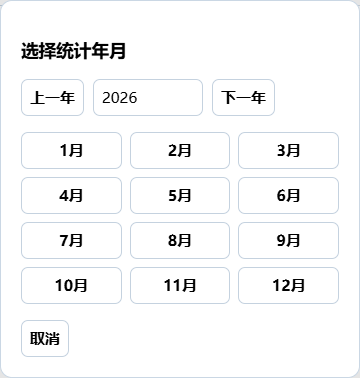 选择统计年月
上一年 2026 下一年
1月 2月 3月
4月 5月 6月
7月 8月 9月
10月 11月 12月
取消